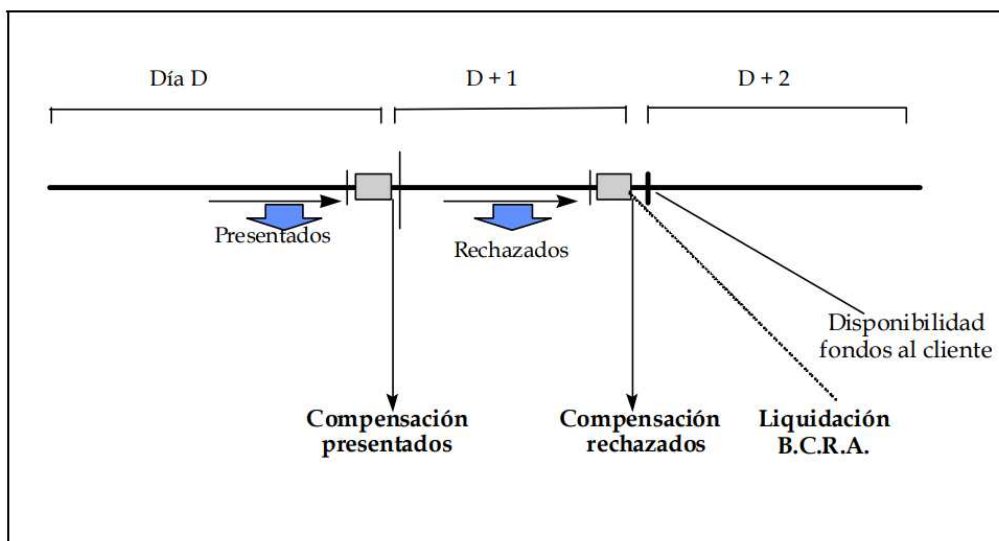 Día D
D + 1
D + 2
Presentados
Rechazados
Disponibilidad
fondos al cliente
Compensación
presentados
Compensación
rechazados
Liquidación
B.C.R.A.